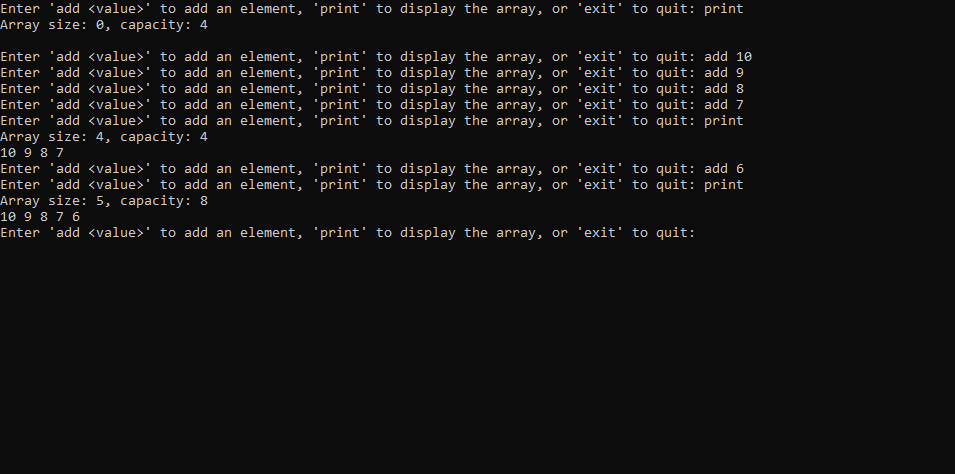 Enter 'add <value>' to add an element, 'print' to display the array, or 'exit' to quit: print
Array size: 0, capacity: 4

Enter 'add <value>' to add an element, 'print' to display the array, or 'exit' to quit: add 10
Enter 'add <value>' to add an element, 'print' to display the array, or 'exit' to quit: add 9
Enter 'add <value>' to add an element, 'print' to display the array, or 'exit' to quit: add 8
Enter 'add <value>' to add an element, 'print' to display the array, or 'exit' to quit: add 7
Enter 'add <value>' to add an element, 'print' to display the array, or 'exit' to quit: print
Array size: 4, capacity: 4
10 9 8 7
Enter 'add <value>' to add an element, 'print' to display the array, or 'exit' to quit: add 6
Enter 'add <value>' to add an element, 'print' to display the array, or 'exit' to quit: print
Array size: 5, capacity: 8
10 9 8 7 6
Enter 'add <value>' to add an element, 'print' to display the array, or 'exit' to quit: